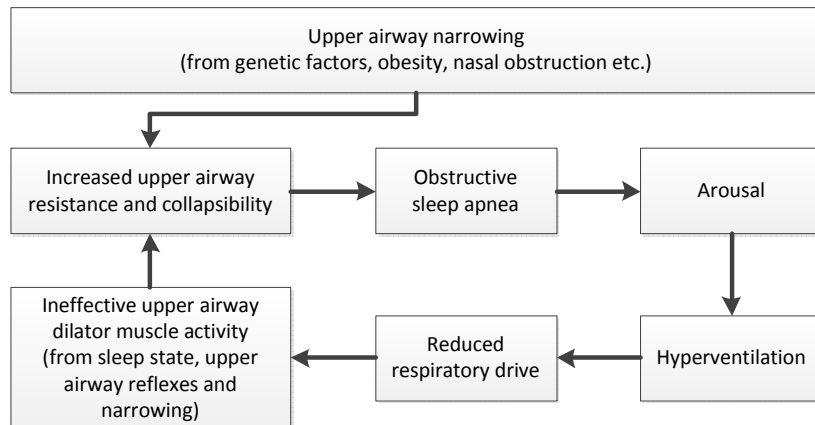 Upper airway narrowing
(from genetic factors, obesity, nasal obstruction etc.)
Increased upper airway
resistance and collapsibility
Obstructive
sleep apnea
Arousal
Ineffective upper airway
dilator muscle activity
(from sleep state, upper
airway reflexes and
narrowing)
Reduced
respiratory drive
Hyperventilation